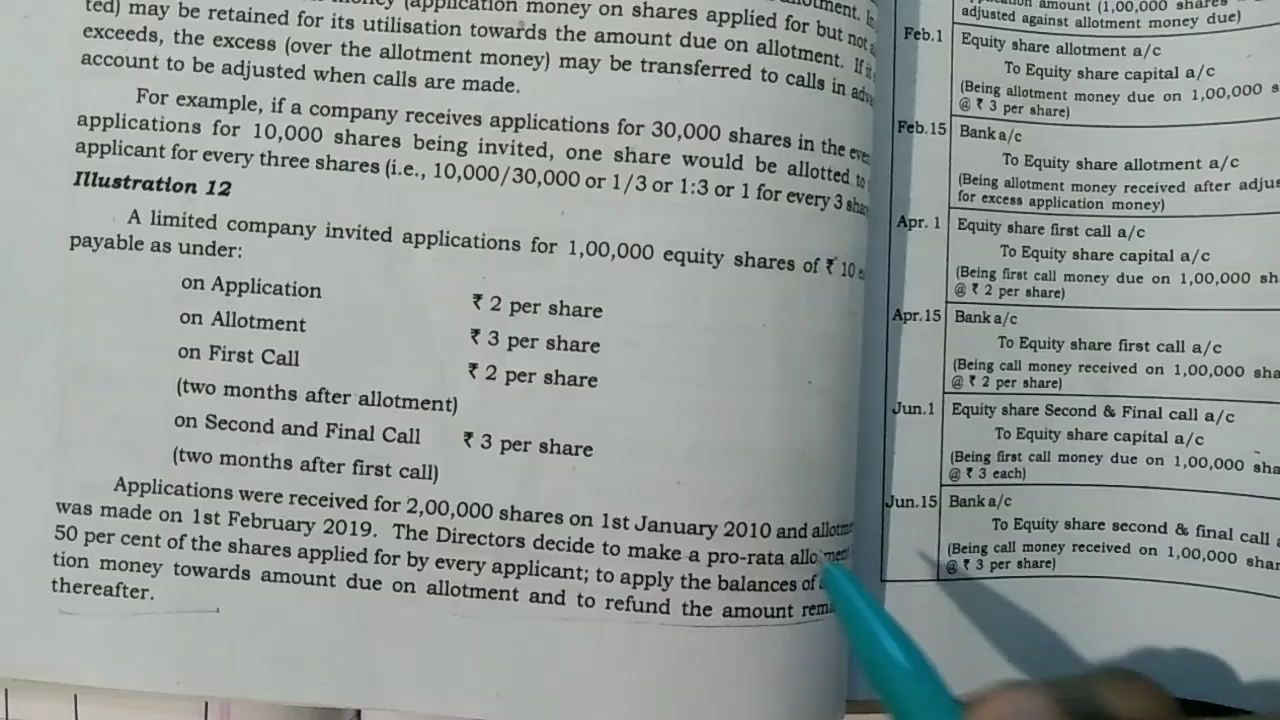 (application money on shares applied for but not
ted) may be retained for its utilisation towards the amount due on allotment. If it
exceeds, the excess (over the allotment money) may be transferred to calls in
account to be adjusted when calls are made.
For example, if a company receives applications for 30,000 shares in the
applications for 10,000 shares being invited, one share would be allotted to
applicant for every three shares (i.e., 10,000/30,000 or 1/3 or 1:3 or 1 for every 3
Illustration 12
A limited company invited applications for 1,00,000 equity shares of ₹ 10
payable as under:
on Application ₹ 2 per share
on Allotment ₹ 3 per share
on First Call ₹ 2 per share
(two months after allotment)
on Second and Final Call ₹ 3 per share
(two months after first call)
Applications were received for 2,00,000 shares on 1st January 2010 and
was made on 1st February 2019. The Directors decide to make a pro-rata
50 per cent of the shares applied for by every applicant; to apply the balances of
tion money towards amount due on allotment and to refund the amount
thereafter.
amount (1,00,000 shares
adjusted against allotment money due)
Feb.1 Equity share allotment a/c
To Equity share capital a/c
(Being allotment money due on 1,00,000
@ ₹ 3 per share)
Feb.15 Bank a/c
To Equity share allotment a/c
(Being allotment money received after
for excess application money)
Apr. 1 Equity share first call a/c
To Equity share capital a/c
(Being first call money due on 1,00,000
@ ₹ 2 per share)
Apr.15 Bank a/c
To Equity share first call a/c
(Being call money received on 1,00,000
@ ₹ 2 per share)
Jun.1 Equity share Second & Final call a/c
To Equity share capital a/c
(Being first call money due on 1,00,000
@ ₹ 3 each)
Jun.15 Bank a/c
To Equity share second & final call
(Being call money received on 1,00,000
@ ₹ 3 per share)